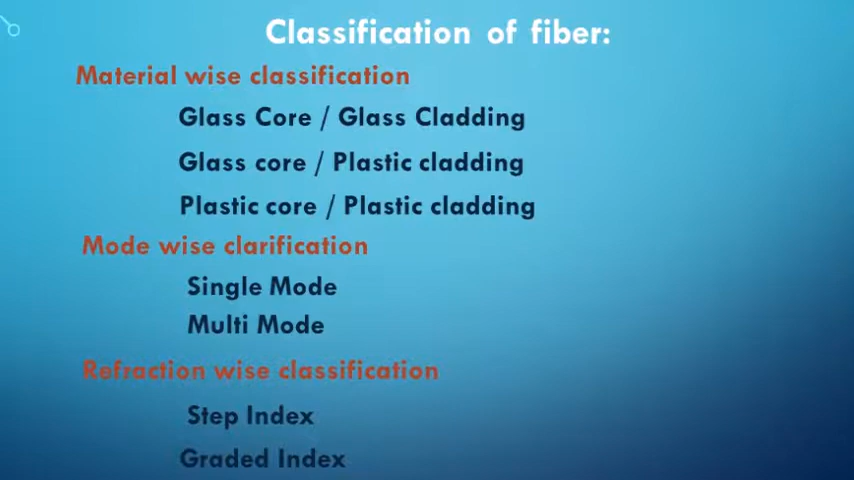 Classification of fiber:
Material wise classification
Glass Core / Glass Cladding
Glass core / Plastic cladding
Plastic core / Plastic cladding
Mode wise clarification
Single Mode
Multi Mode
Refraction wise classification
Step Index
Graded Index